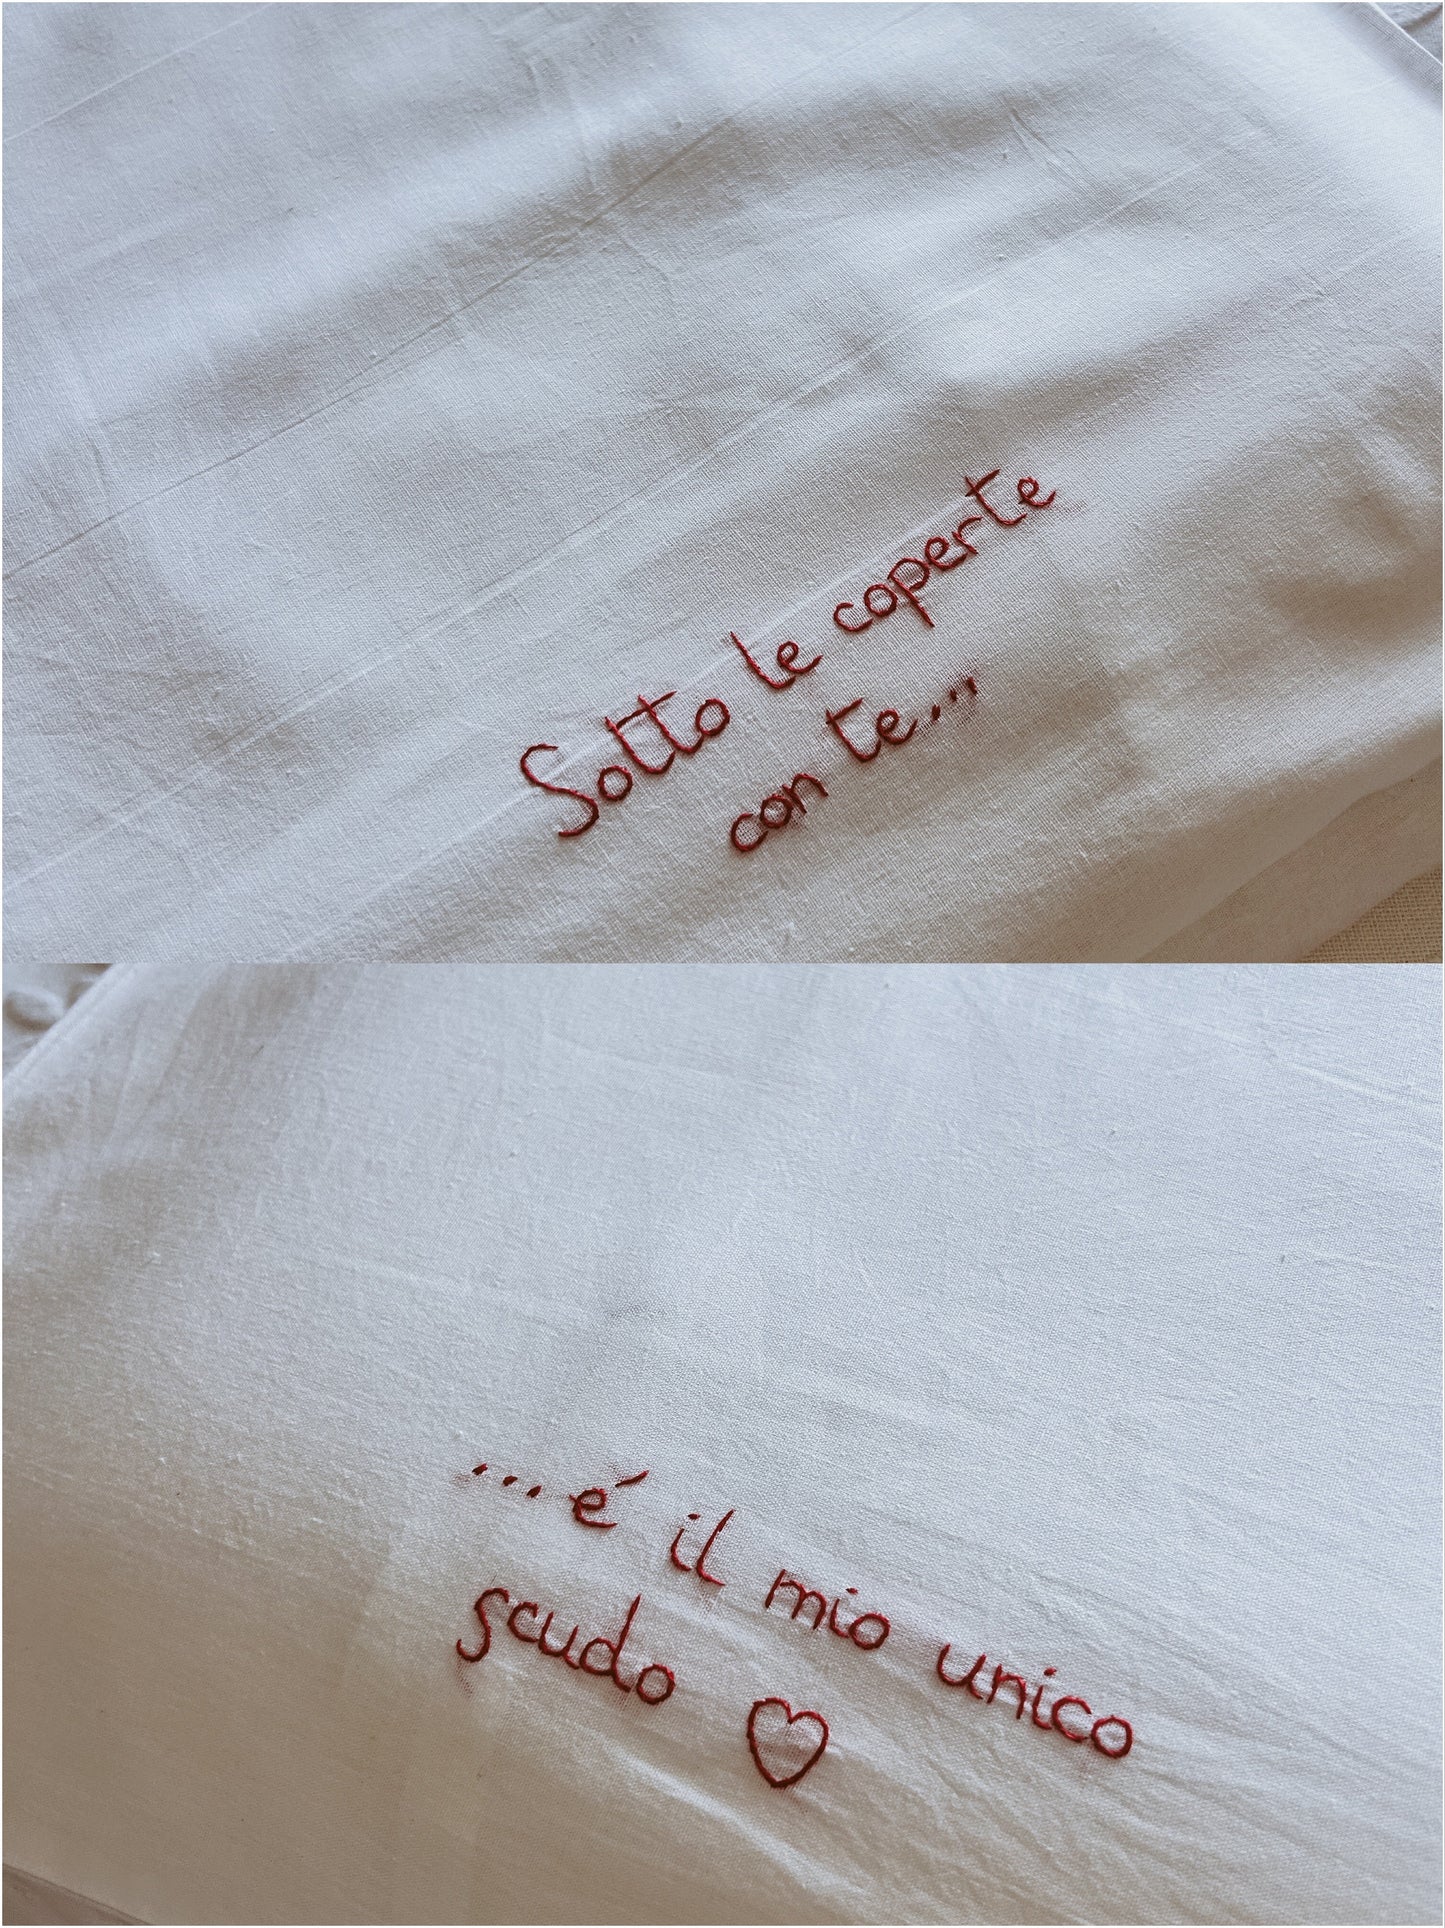 Sotto le coperte
con te...
...é il mio unico
scudo ♡